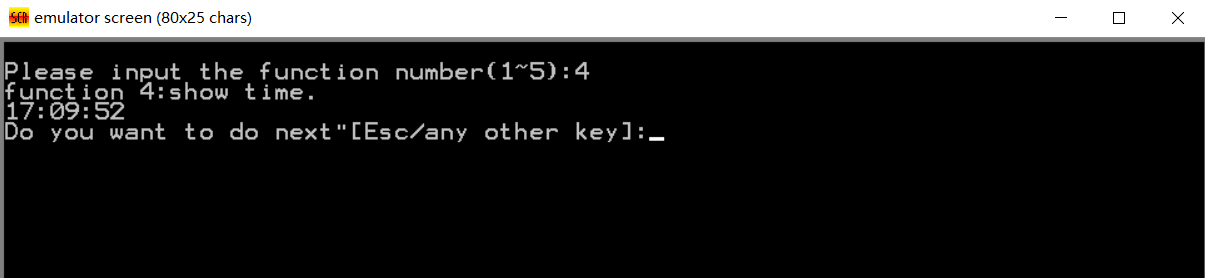 SCR emulator screen (80x25 chars)
Please input the function number(1~5):4
function 4:show time.
17:09:52
Do you want to do next"[Esc/any other key]:_